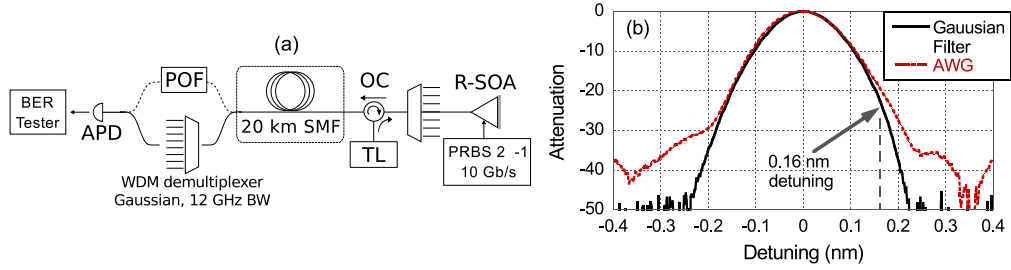 (a)
POF
OC
R-SOA
BER
Tester
APD
20 km SMF
TL
PRBS 2 -1
10 Gb/s
WDM demultiplexer
Gaussian, 12 GHz BW
(b)
Gauusian
Filter
AWG
Attenuation
0
-10
-20
-30
-40
-50
0.16 nm
detuning
-0.4 -0.3 -0.2 -0.1 0 0.1 0.2 0.3 0.4
Detuning (nm)